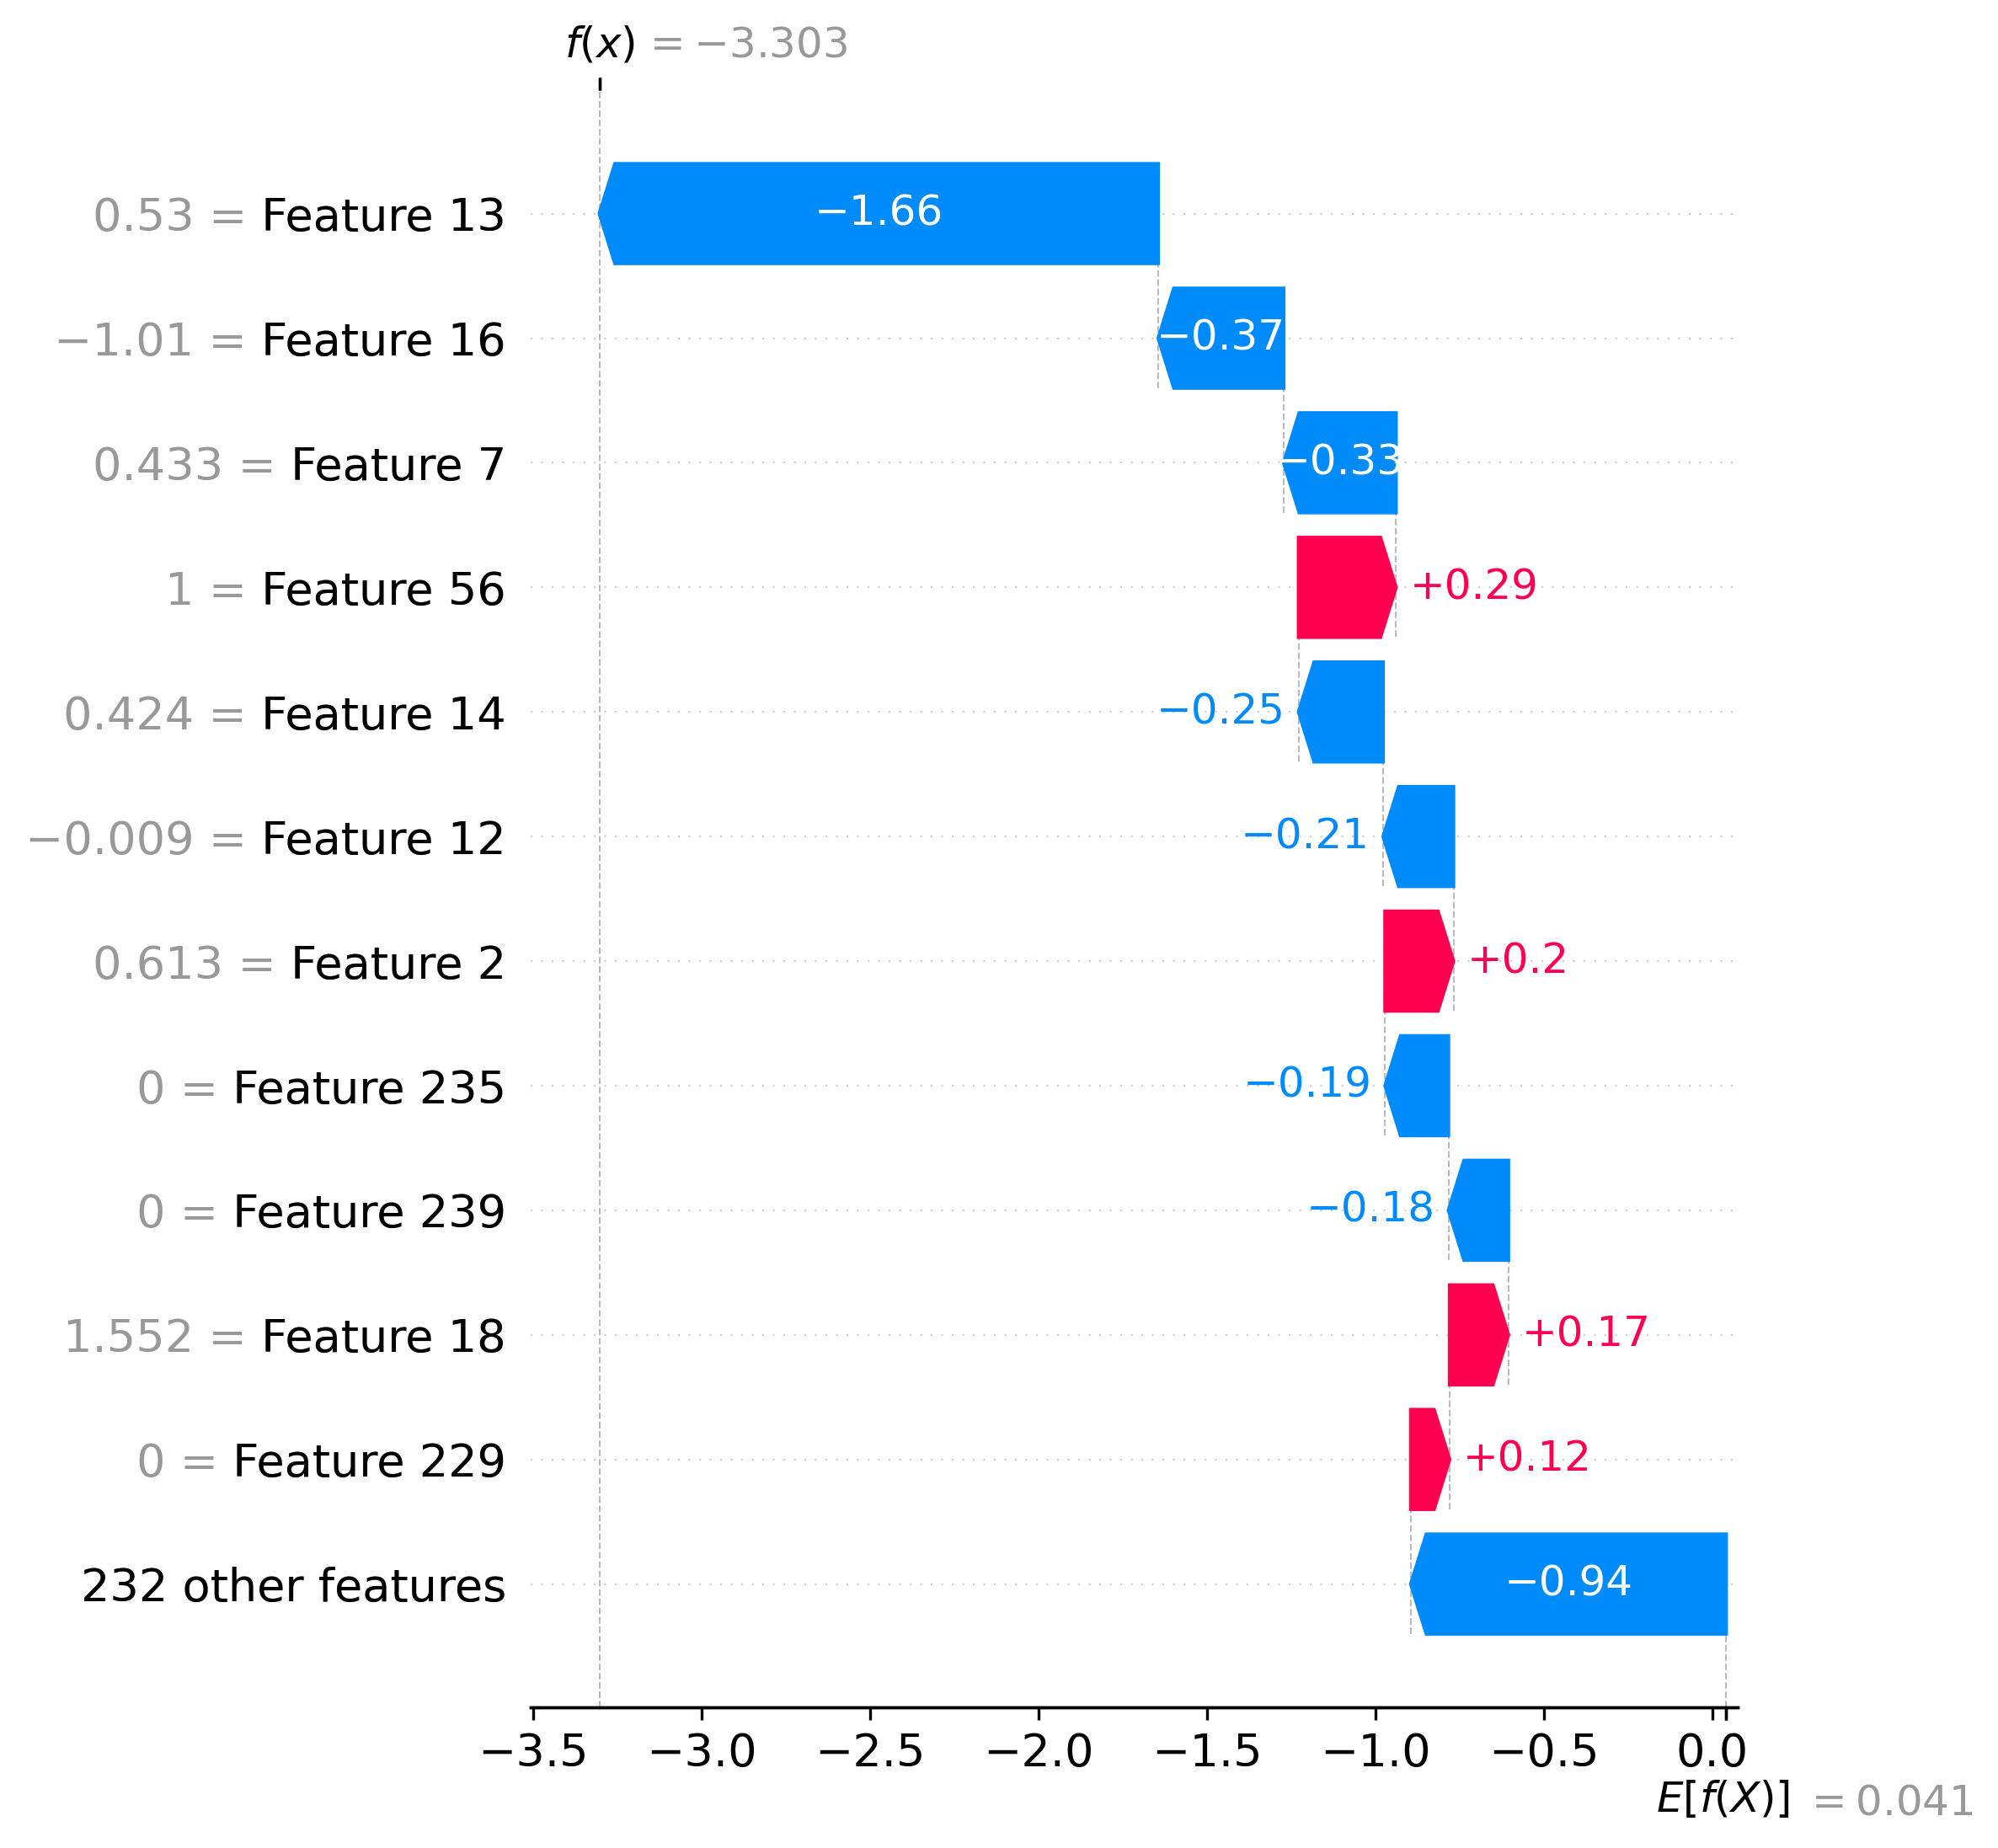 f(x) = −3.303
0.53 = Feature 13 −1.66
−1.01 = Feature 16 −0.37
0.433 = Feature 7 −0.33
1 = Feature 56 +0.29
0.424 = Feature 14 −0.25
−0.009 = Feature 12 −0.21
0.613 = Feature 2 +0.2
0 = Feature 235 −0.19
0 = Feature 239 −0.18
1.552 = Feature 18 +0.17
0 = Feature 229 +0.12
232 other features −0.94
−3.5 −3.0 −2.5 −2.0 −1.5 −1.0 −0.5 0.0
E[f(X)] = 0.041